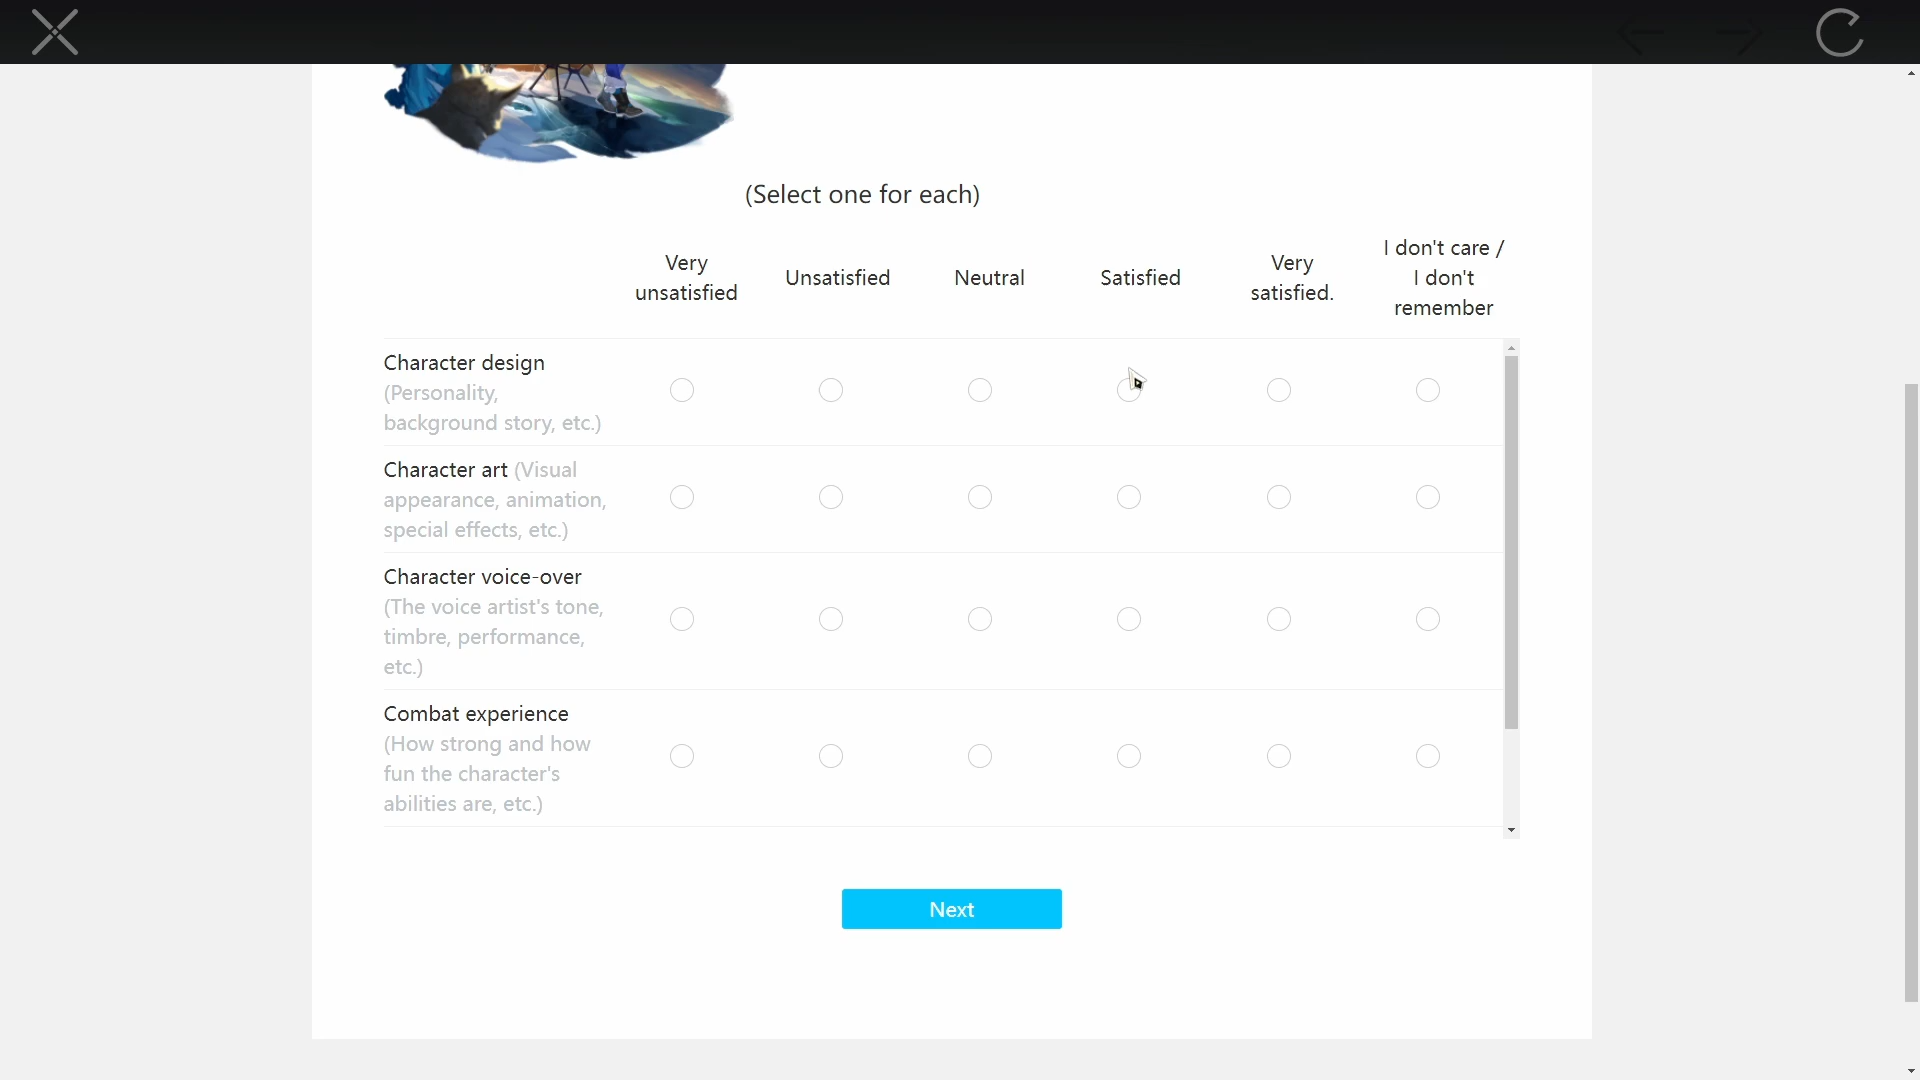 (Select one for each)
Very
unsatisfied
Unsatisfied
Neutral
Satisfied
Very
satisfied.
I don't care /
I don't
remember
Character design
(Personality,
background story, etc.)
Character art (Visual
appearance, animation,
special effects, etc.)
Character voice-over
(The voice artist's tone,
timbre, performance,
etc.)
Combat experience
(How strong and how
fun the character's
abilities are, etc.)
Next